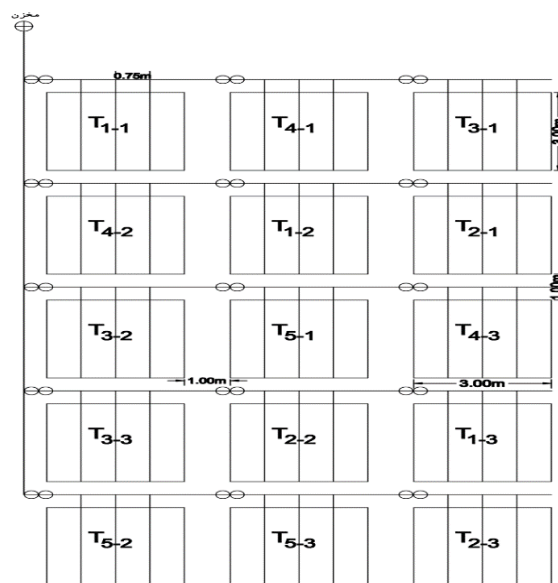 مخزن
0.75m
T1-1 T4-1 T3-1
2.00m
T4-2 T1-2 T2-1
1.00m
T3-2 T5-1 T4-3
1.00m 3.00m
T3-3 T2-2 T1-3
T5-2 T5-3 T2-3